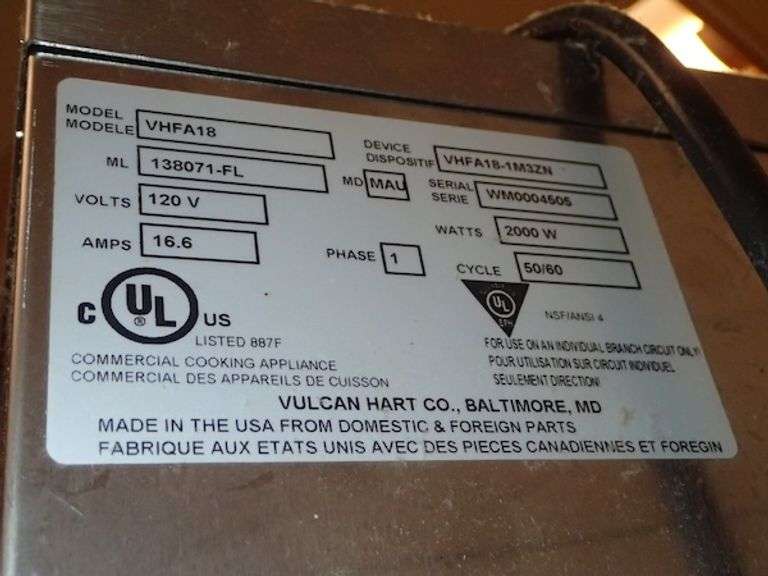 MODEL
MODELE VHFA18
DEVICE
DISPOSITIF VHFA18-1M3ZN
ML 138071-FL
MD MAU
SERIAL
SERIE WM0004505
VOLTS 120 V
WATTS 2000 W
AMPS 16.6
PHASE 1
CYCLE 50/60
C UL ® US
LISTED 887F
UL
EPH
NSF/ANSI 4
COMMERCIAL COOKING APPLIANCE
COMMERCIAL DES APPAREILS DE CUISSON
FOR USE ON AN INDIVIDUAL BRANCH CIRCUIT ONLY!
POUR UTILISATION SUR CIRCUIT INDIVIDUEL
SEULEMENT DIRECTION!
VULCAN HART CO., BALTIMORE, MD
MADE IN THE USA FROM DOMESTIC & FOREIGN PARTS
FABRIQUE AUX ETATS UNIS AVEC DES PIECES CANADIENNES ET FOREGIN